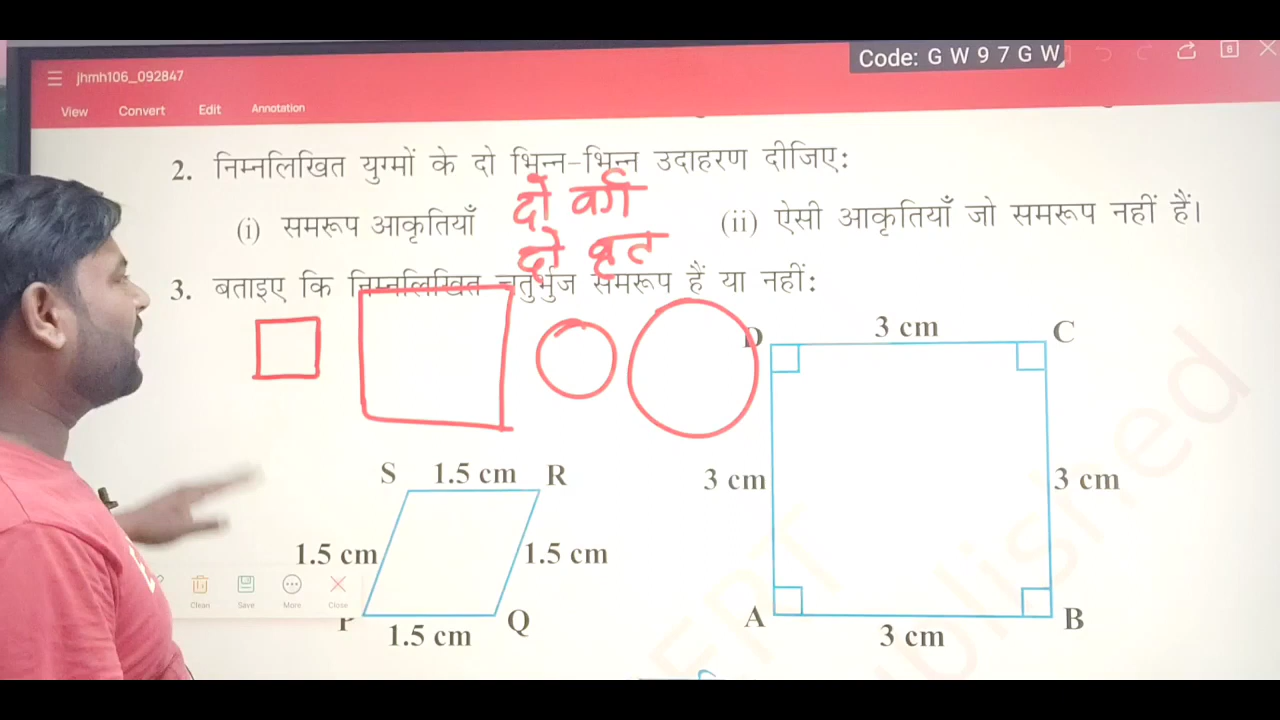 Code: G W 9 7 G W
jhmh106_092847
View Convert Edit Annotation
2. निम्नलिखित युग्मों के दो भिन्न-भिन्न उदाहरण दीजिए:
दो वर्ग
(i) समरूप आकृतियाँ (ii) ऐसी आकृतियाँ जो समरूप नहीं हैं।
दो वृत
3. बताइए कि निम्नलिखित चतुर्भुज समरूप हैं या नहीं:
D 3 cm C
S 1.5 cm R
3 cm 3 cm
1.5 cm 1.5 cm
Clean Save More Close
P 1.5 cm Q
A 3 cm B